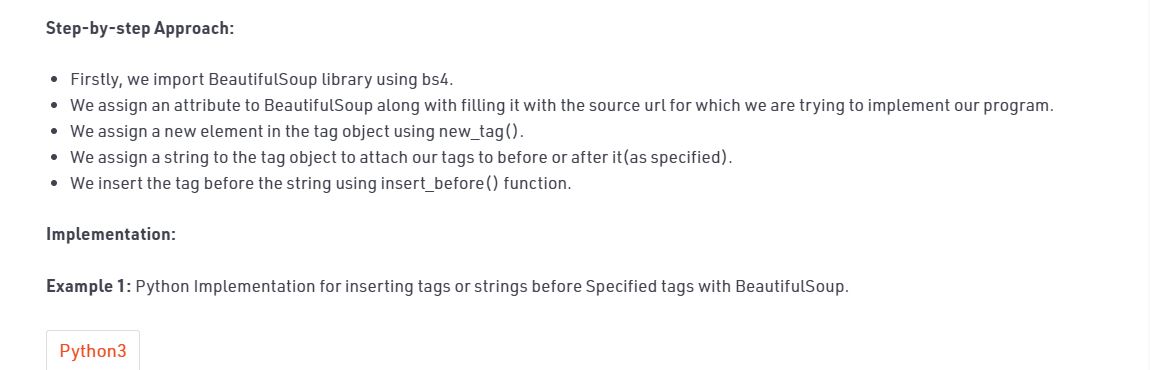 Step-by-step Approach:
• Firstly, we import BeautifulSoup library using bs4.
• We assign an attribute to BeautifulSoup along with filling it with the source url for which we are trying to implement our program.
• We assign a new element in the tag object using new_tag().
• We assign a string to the tag object to attach our tags to before or after it(as specified).
• We insert the tag before the string using insert_before() function.
Implementation:
Example 1: Python Implementation for inserting tags or strings before Specified tags with BeautifulSoup.
Python3